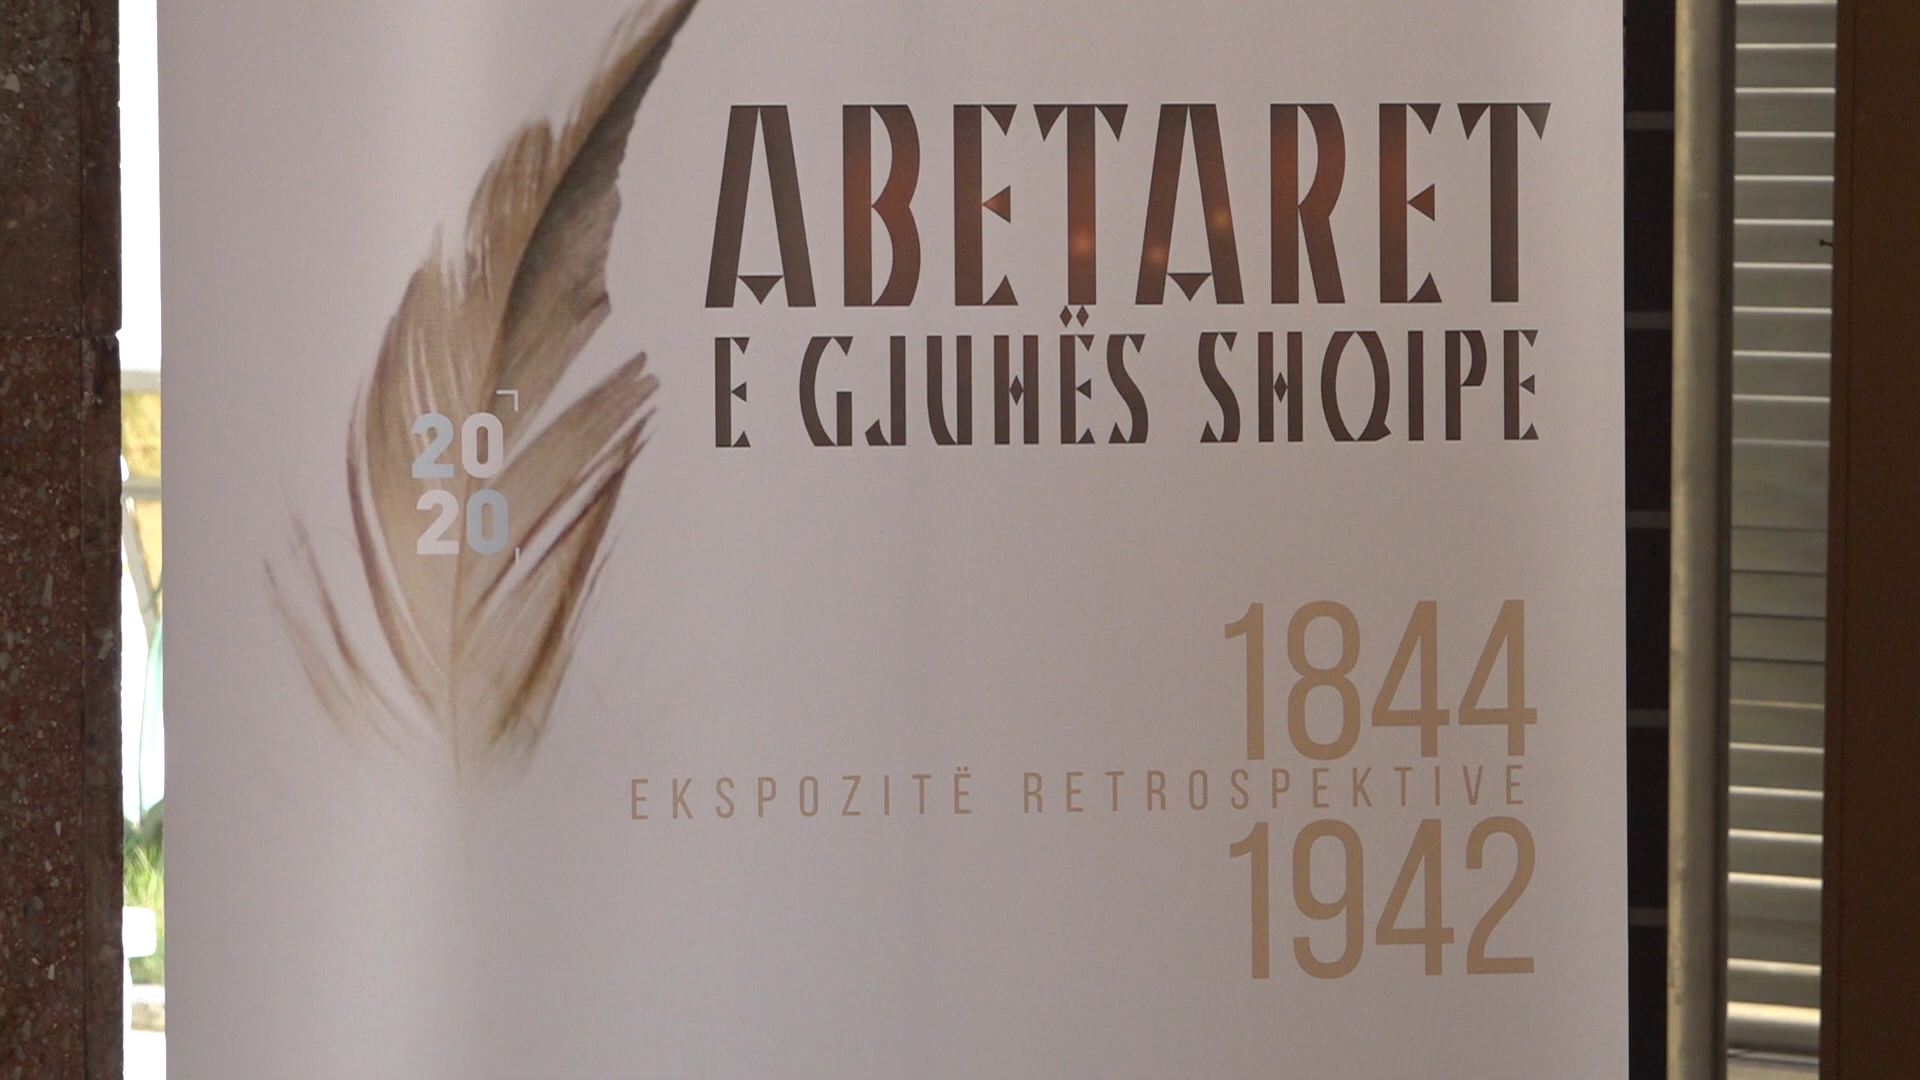 ABETARET
E GJUHËS SHQIPE
20
20
1844
EKSPOZITË RETROSPEKTIVE
1942